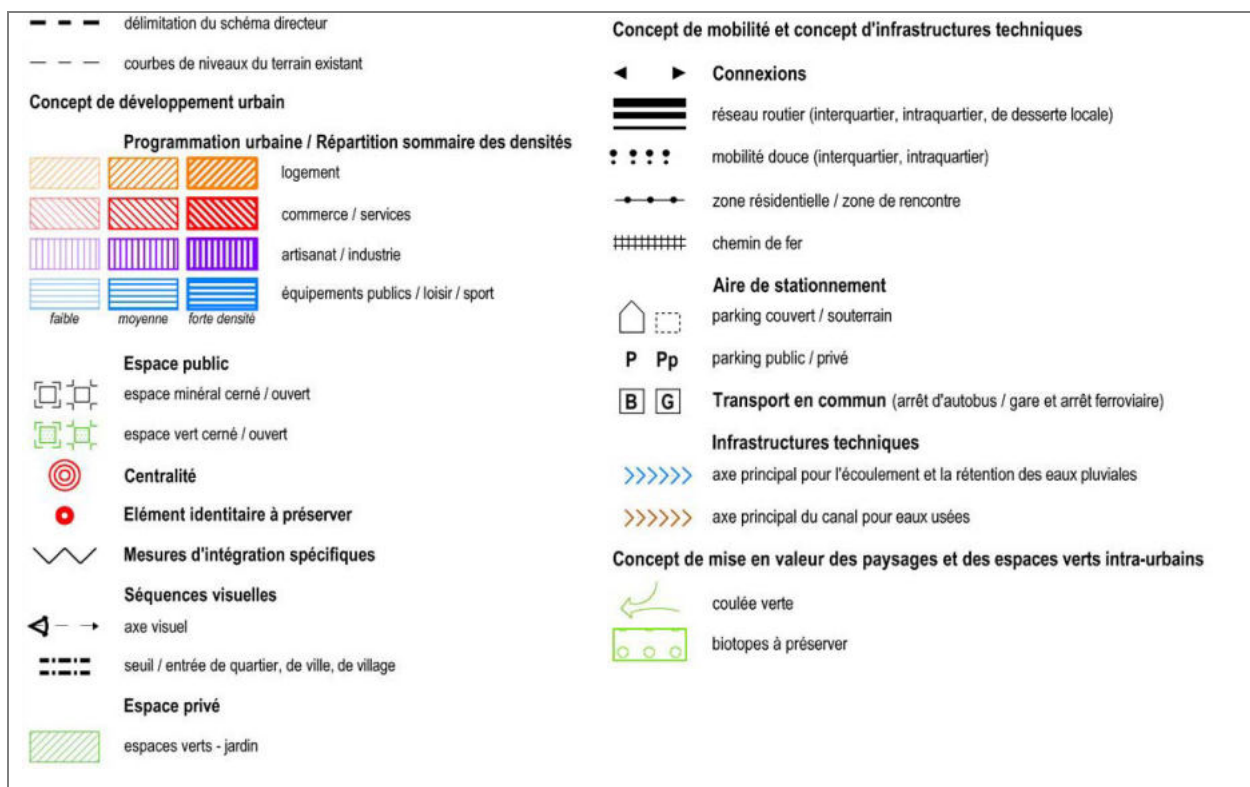 délimitation du schéma directeur
courbes de niveaux du terrain existant
Concept de développement urbain
Programmation urbaine / Répartition sommaire des densités
logement
commerce / services
artisanat / industrie
équipements publics / loisir / sport
faible moyenne forte densité
Espace public
espace minéral cerné / ouvert
espace vert cerné / ouvert
Centralité
Elément identitaire à préserver
Mesures d'intégration spécifiques
Séquences visuelles
axe visuel
seuil / entrée de quartier, de ville, de village
Espace privé
espaces verts - jardin
Concept de mobilité et concept d'infrastructures techniques
Connexions
réseau routier (interquartier, intraquartier, de desserte locale)
mobilité douce (interquartier, intraquartier)
zone résidentielle / zone de rencontre
chemin de fer
Aire de stationnement
parking couvert / souterrain
P Pp parking public / privé
B G Transport en commun (arrêt d'autobus / gare et arrêt ferroviaire)
Infrastructures techniques
axe principal pour l'écoulement et la rétention des eaux pluviales
axe principal du canal pour eaux usées
Concept de mise en valeur des paysages et des espaces verts intra-urbains
coulée verte
biotopes à préserver